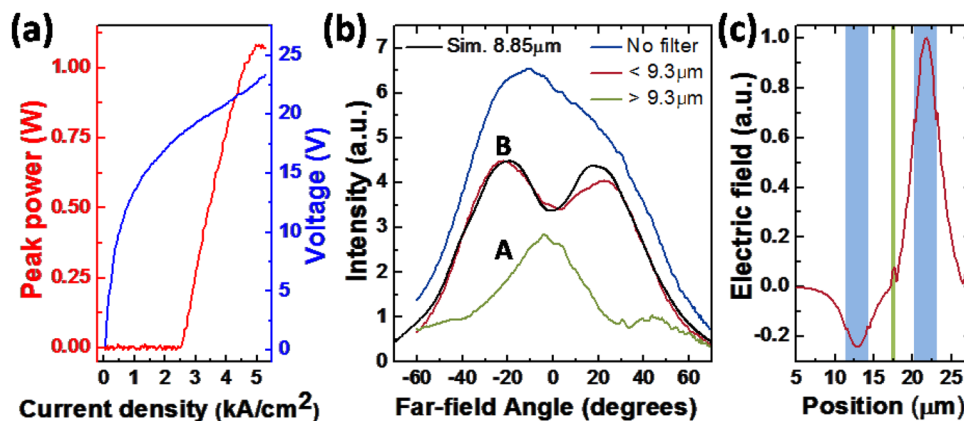 (a)
Peak power (W)
1.00
0.75
0.50
0.25
0.00
25
20
15
10
5
0
Voltage (V)
0 1 2 3 4 5
Current density (kA/cm²)
(b)
Intensity (a.u.)
7
6
5
4
3
2
1
0
Sim. 8.85μm
No filter
< 9.3μm
> 9.3μm
B
A
-60 -40 -20 0 20 40 60
Far-field Angle (degrees)
(c)
Electric field (a.u.)
1.0
0.8
0.6
0.4
0.2
0.0
-0.2
5 10 15 20 25
Position (μm)